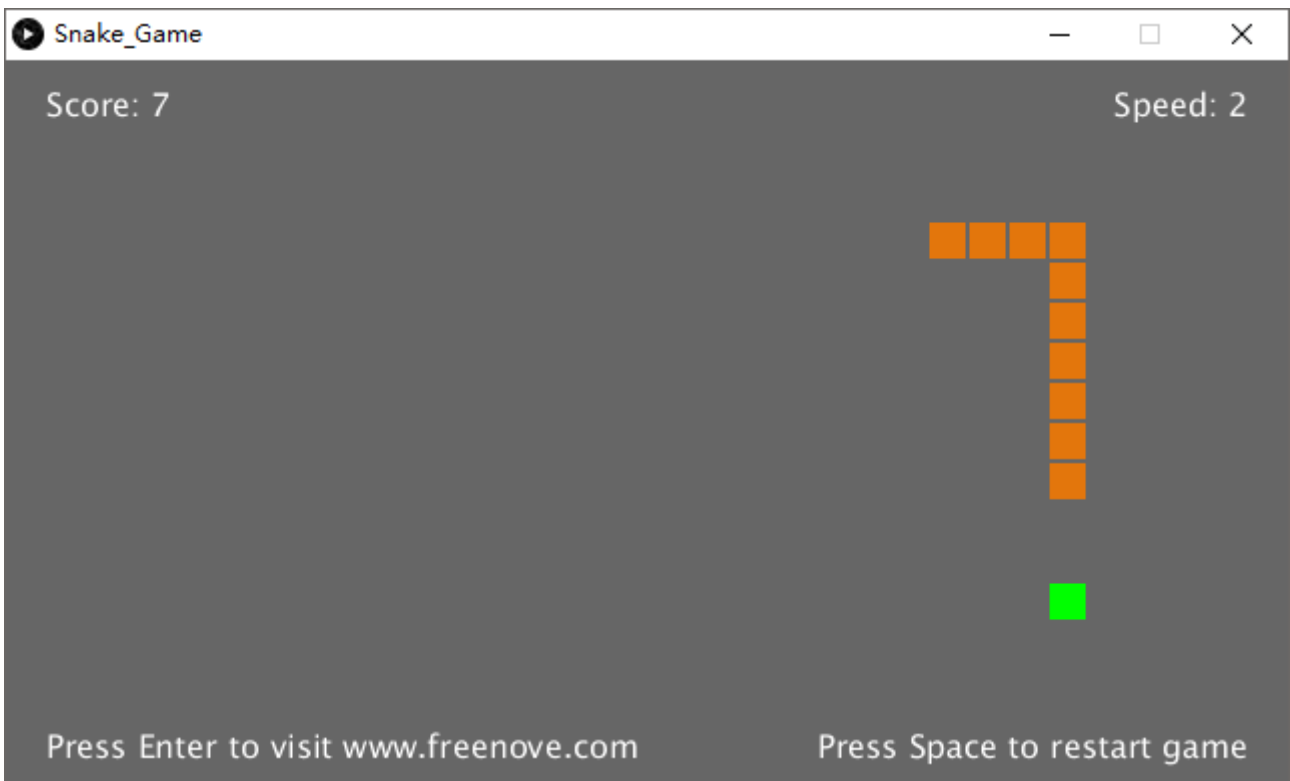 Snake_Game
Score: 7
Speed: 2
Press Enter to visit www.freenove.com
Press Space to restart game